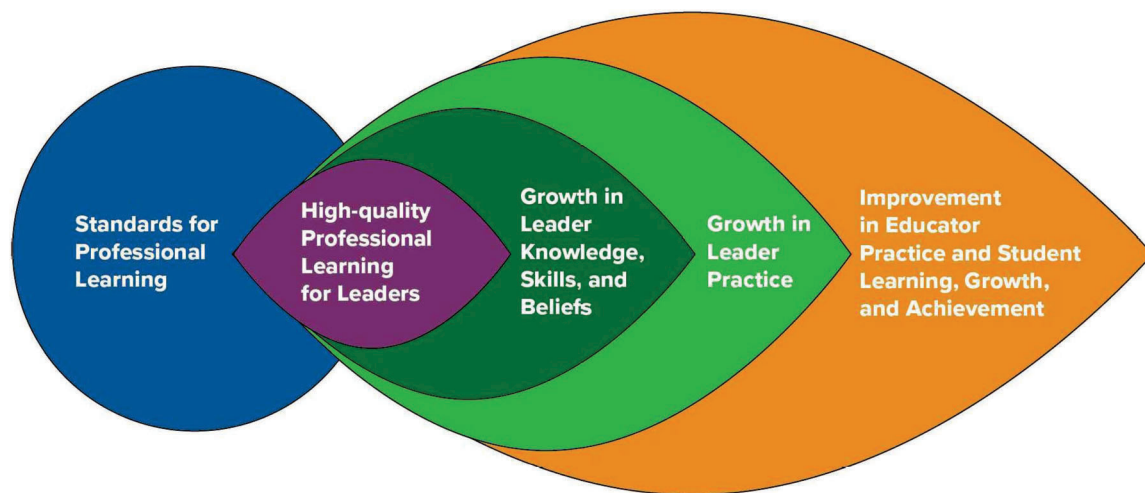 Standards for
Professional
Learning
High-quality
Professional
Learning
for Leaders
Growth in
Leader
Knowledge,
Skills, and
Beliefs
Growth in
Leader
Practice
Improvement
in Educator
Practice and Student
Learning, Growth,
and Achievement